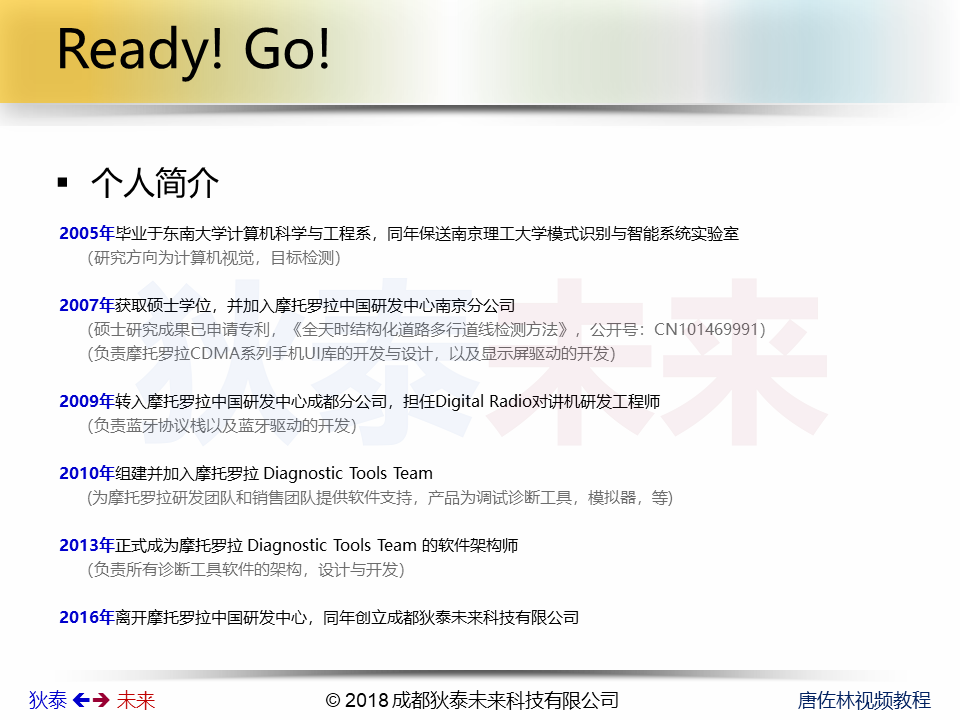 Ready! Go!
▪ 个人简介
2005年毕业于东南大学计算机科学与工程系，同年保送南京理工大学模式识别与智能系统实验室
(研究方向为计算机视觉，目标检测)
2007年获取硕士学位，并加入摩托罗拉中国研发中心南京分公司
(硕士研究成果已申请专利，《全天时结构化道路多行道线检测方法》，公开号：CN101469991)
(负责摩托罗拉CDMA系列手机UI库的开发与设计，以及显示屏驱动的开发)
2009年转入摩托罗拉中国研发中心成都分公司，担任Digital Radio对讲机研发工程师
(负责蓝牙协议栈以及蓝牙驱动的开发)
2010年组建并加入摩托罗拉 Diagnostic Tools Team
(为摩托罗拉研发团队和销售团队提供软件支持，产品为调试诊断工具，模拟器，等)
2013年正式成为摩托罗拉 Diagnostic Tools Team 的软件架构师
(负责所有诊断工具软件的架构，设计与开发)
2016年离开摩托罗拉中国研发中心，同年创立成都狄泰未来科技有限公司
狄泰未来
狄泰 ←→ 未来 © 2018 成都狄泰未来科技有限公司 唐佐林视频教程